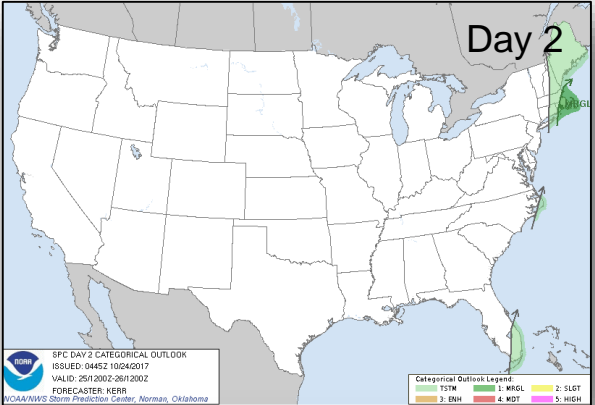 Day 2
MRGL
NOAA
SPC DAY 2 CATEGORICAL OUTLOOK
ISSUED: 0445Z 10/24/2017
VALID: 25/1200Z-26/1200Z
FORECASTER: KERR
NOAA/NWS Storm Prediction Center, Norman, Oklahoma
Categorical Outlook Legend:
TSTM 1: MRGL 2: SLGT
3: ENH 4: MDT 5: HIGH